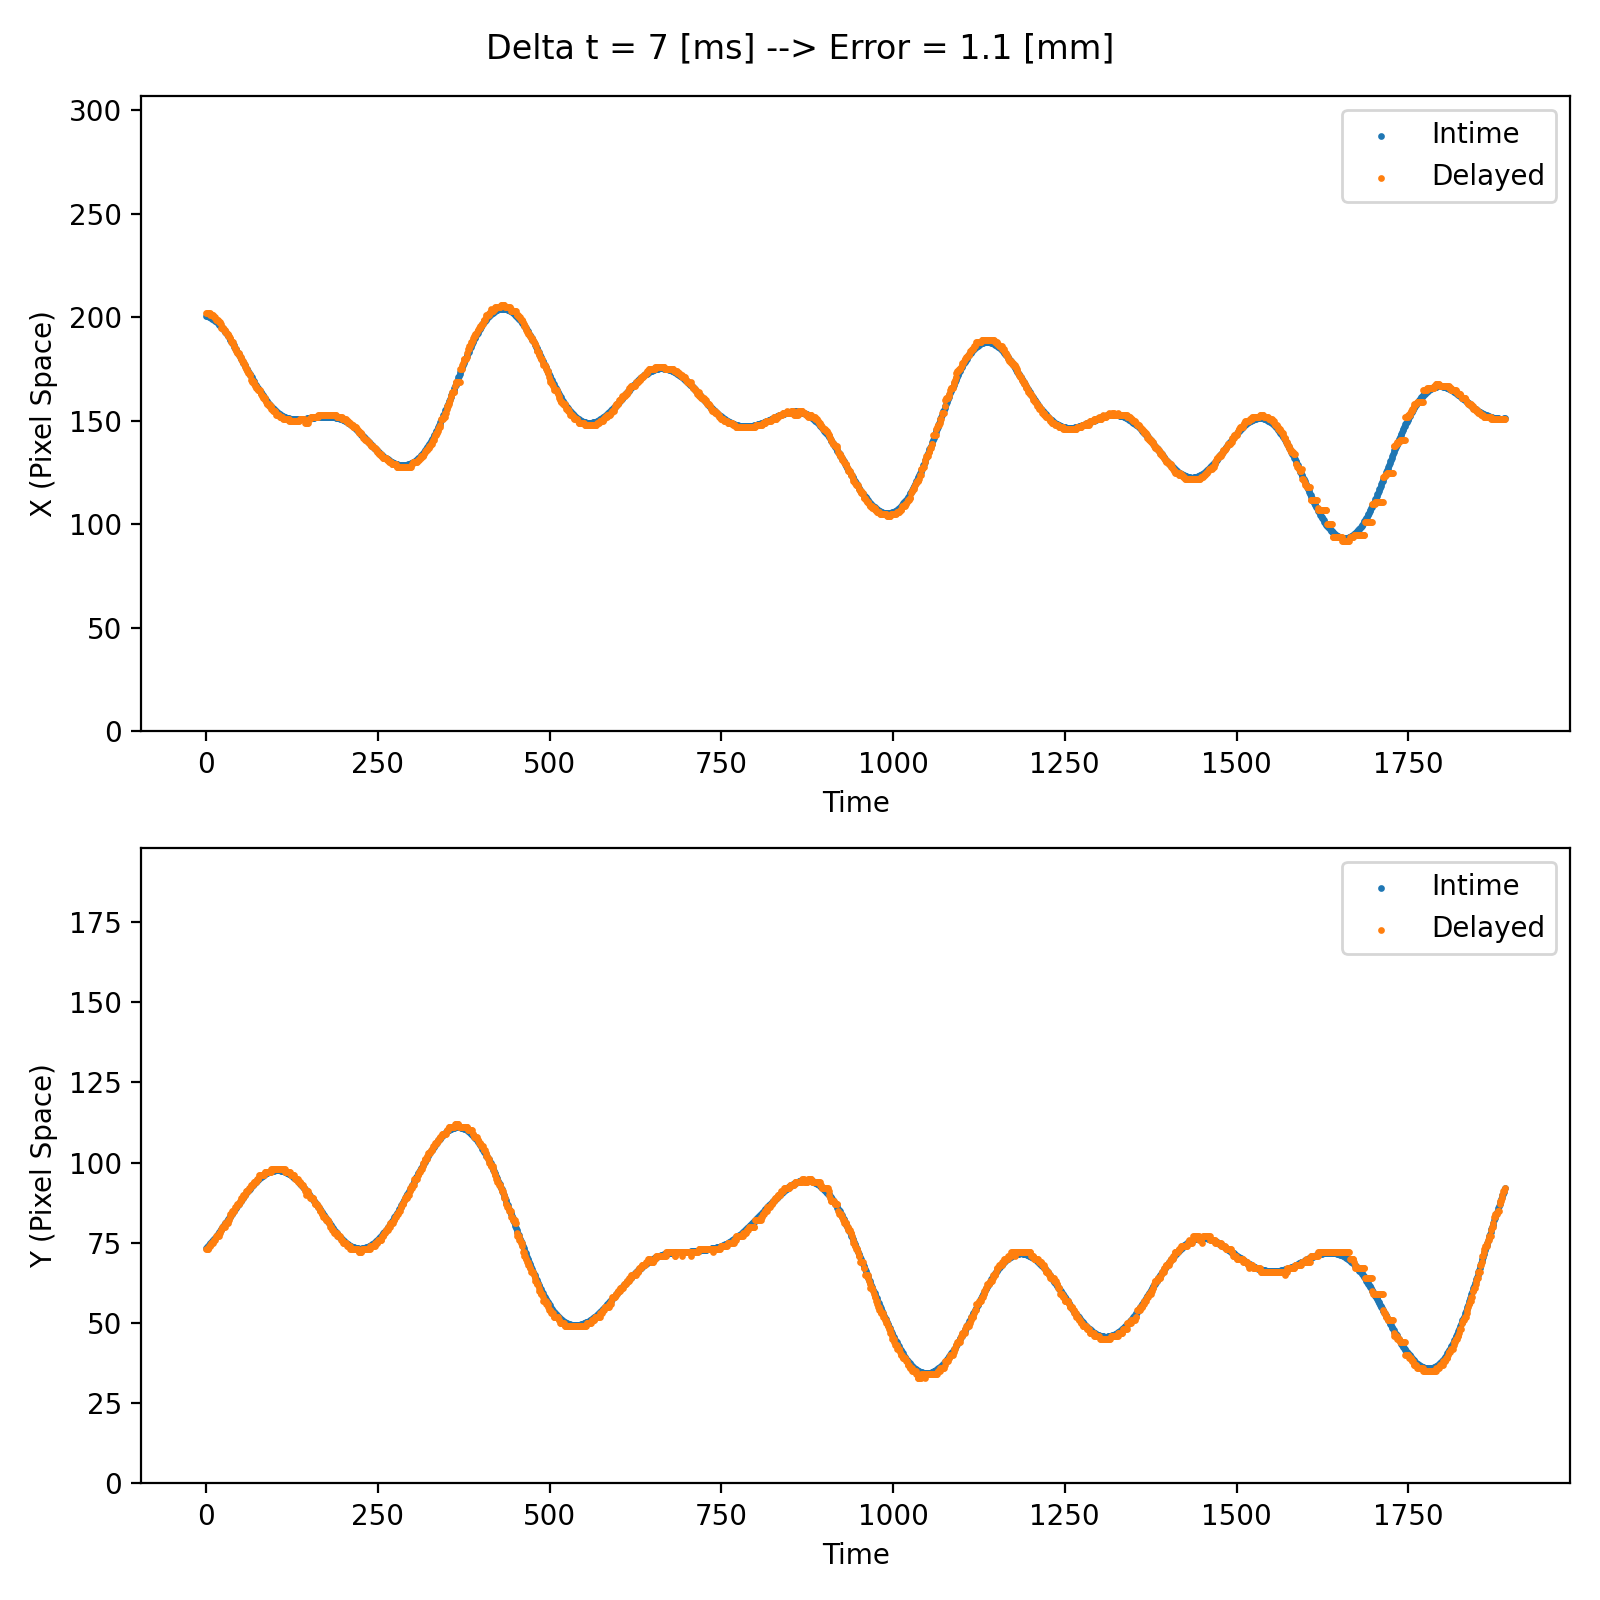 Delta t = 7 [ms] --> Error = 1.1 [mm]
300
250
200
150
100
50
0
X (Pixel Space)
Intime
Delayed
0 250 500 750 1000 1250 1500 1750
Time
175
150
125
100
75
50
25
0
Y (Pixel Space)
Intime
Delayed
0 250 500 750 1000 1250 1500 1750
Time